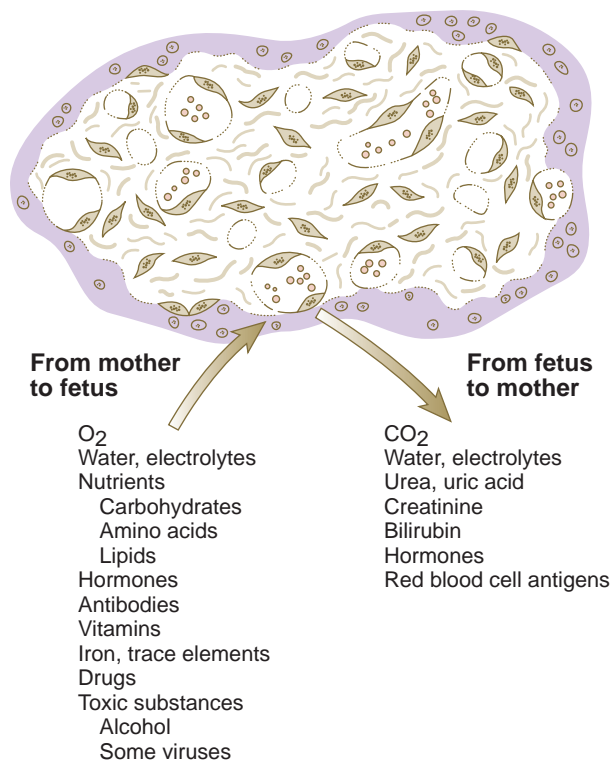 From mother
to fetus
O2
Water, electrolytes
Nutrients
Carbohydrates
Amino acids
Lipids
Hormones
Antibodies
Vitamins
Iron, trace elements
Drugs
Toxic substances
Alcohol
Some viruses
From fetus
to mother
CO2
Water, electrolytes
Urea, uric acid
Creatinine
Bilirubin
Hormones
Red blood cell antigens